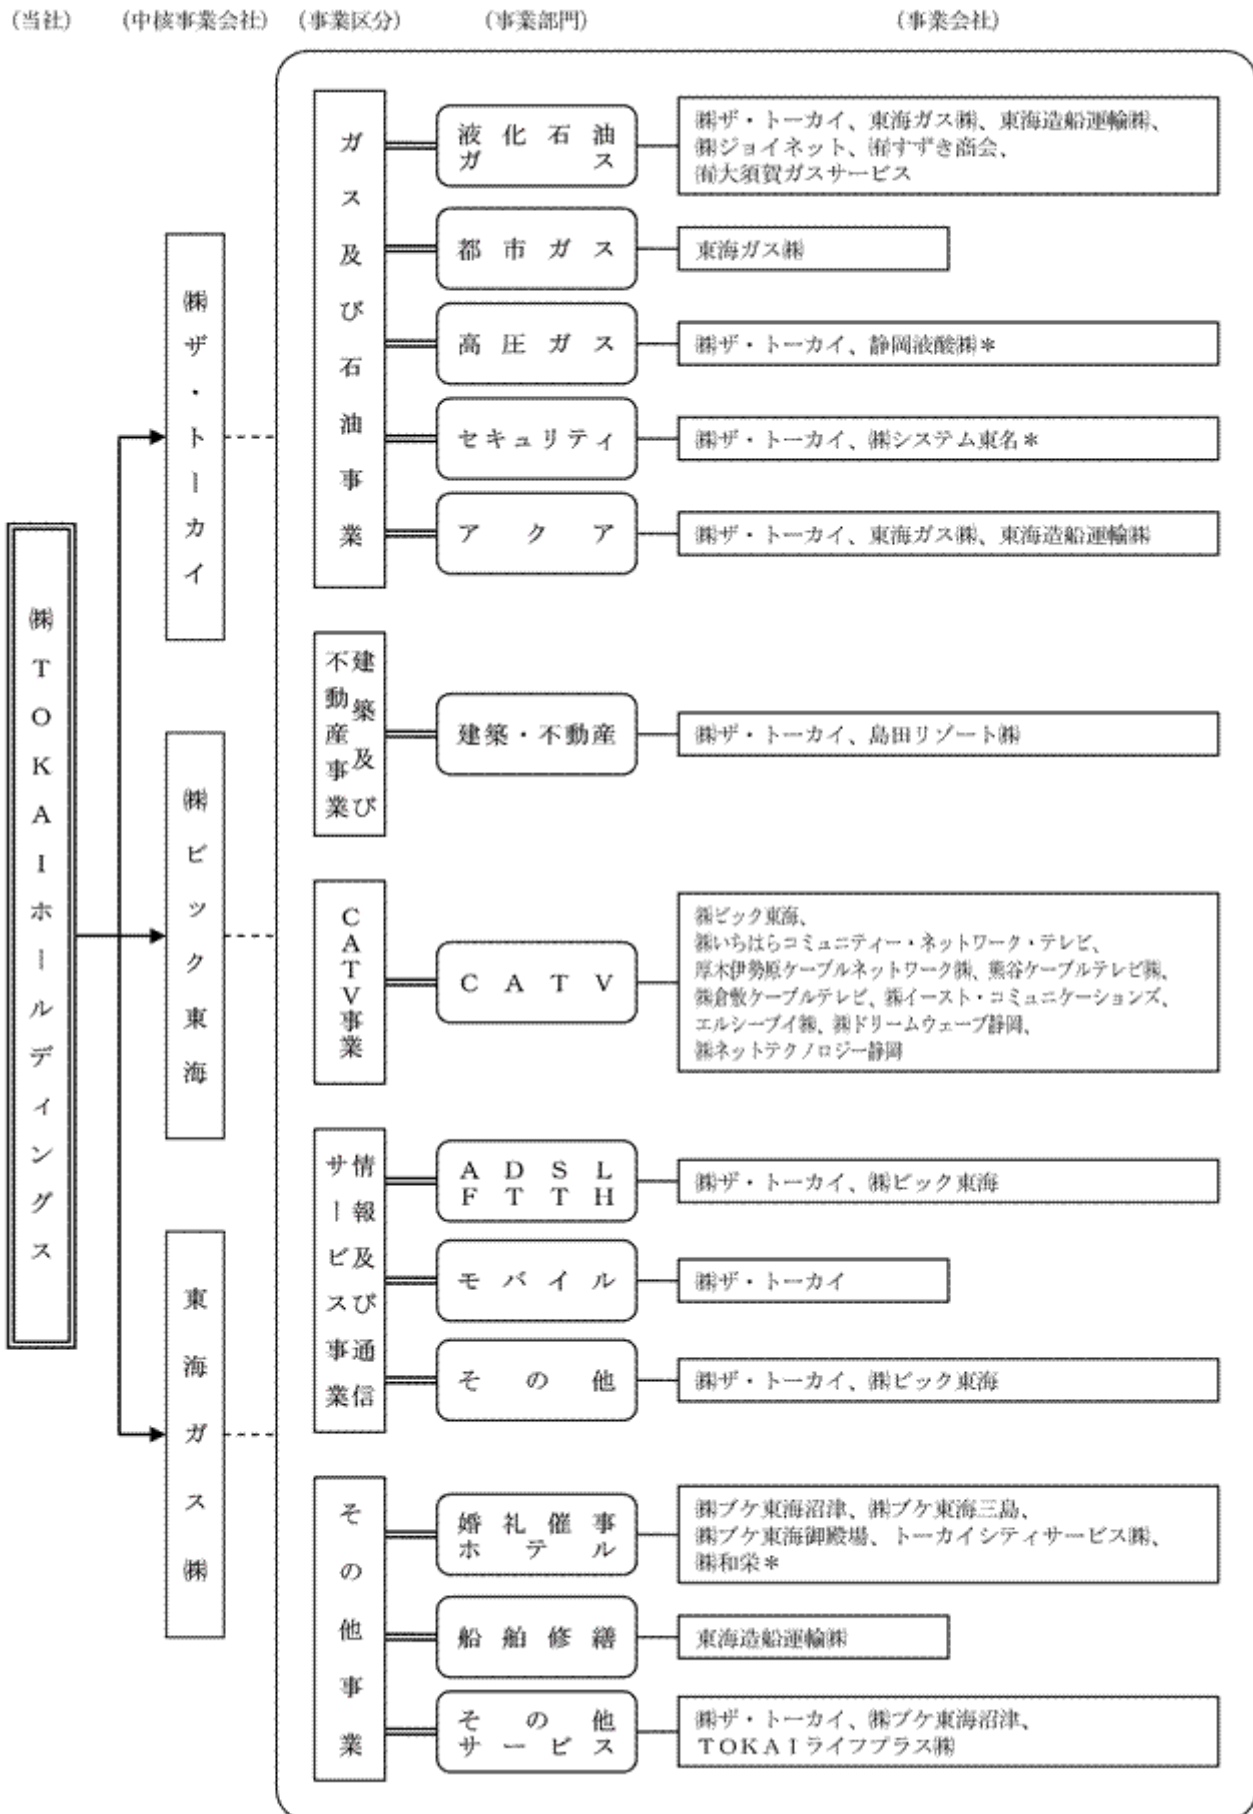 (当社) (中核事業会社) (事業区分) (事業部門) (事業会社)
㈱TOKAIホールディングス
㈱ザ・トーカイ
㈱ビック東海
東海ガス㈱
ガス及び石油事業
液化石油
ガス
㈱ザ・トーカイ、東海ガス㈱、東海造船運輸㈱、
㈱ジョイネット、㈲すずき商会、
㈲大須賀ガスサービス
都市ガス
東海ガス㈱
高圧ガス
㈱ザ・トーカイ、静岡液酸㈱*
セキュリティ
㈱ザ・トーカイ、㈱システム東名*
アクア
㈱ザ・トーカイ、東海ガス㈱、東海造船運輸㈱
建築及び
不動産事業
建築・不動産
㈱ザ・トーカイ、島田リゾート㈱
CATV事業
CATV
㈱ビック東海、
㈱いちはらコミュニティー・ネットワーク・テレビ、
厚木伊勢原ケーブルネットワーク㈱、熊谷ケーブルテレビ㈱、
㈱倉敷ケーブルテレビ、㈱イースト・コミュニケーションズ、
エルシーブイ㈱、㈱ドリームウェーブ静岡、
㈱ネットテクノロジー静岡
情報及び通信
サービス事業
ADSL
FTTH
㈱ザ・トーカイ、㈱ビック東海
モバイル
㈱ザ・トーカイ
その他
㈱ザ・トーカイ、㈱ビック東海
その他事業
婚礼催事
ホテル
㈱ブケ東海沼津、㈱ブケ東海三島、
㈱ブケ東海御殿場、トーカイシティサービス㈱、
㈱和栄*
船舶修繕
東海造船運輸㈱
その他
サービス
㈱ザ・トーカイ、㈱ブケ東海沼津、
TOKAIライフプラス㈱